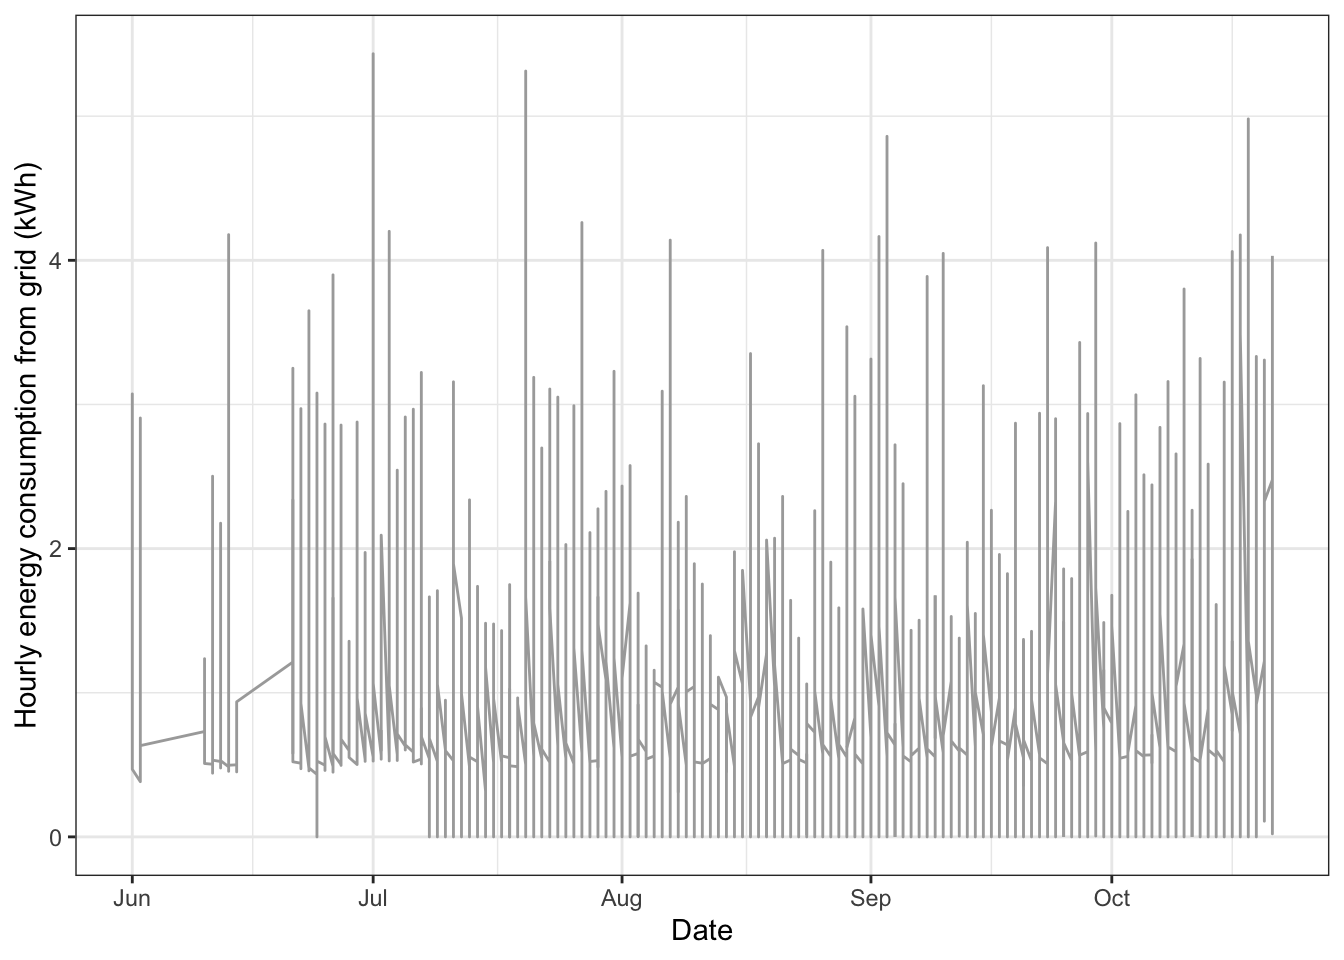 Hourly energy consumption from grid (kWh)
4
2
0
Jun Jul Aug Sep Oct
Date